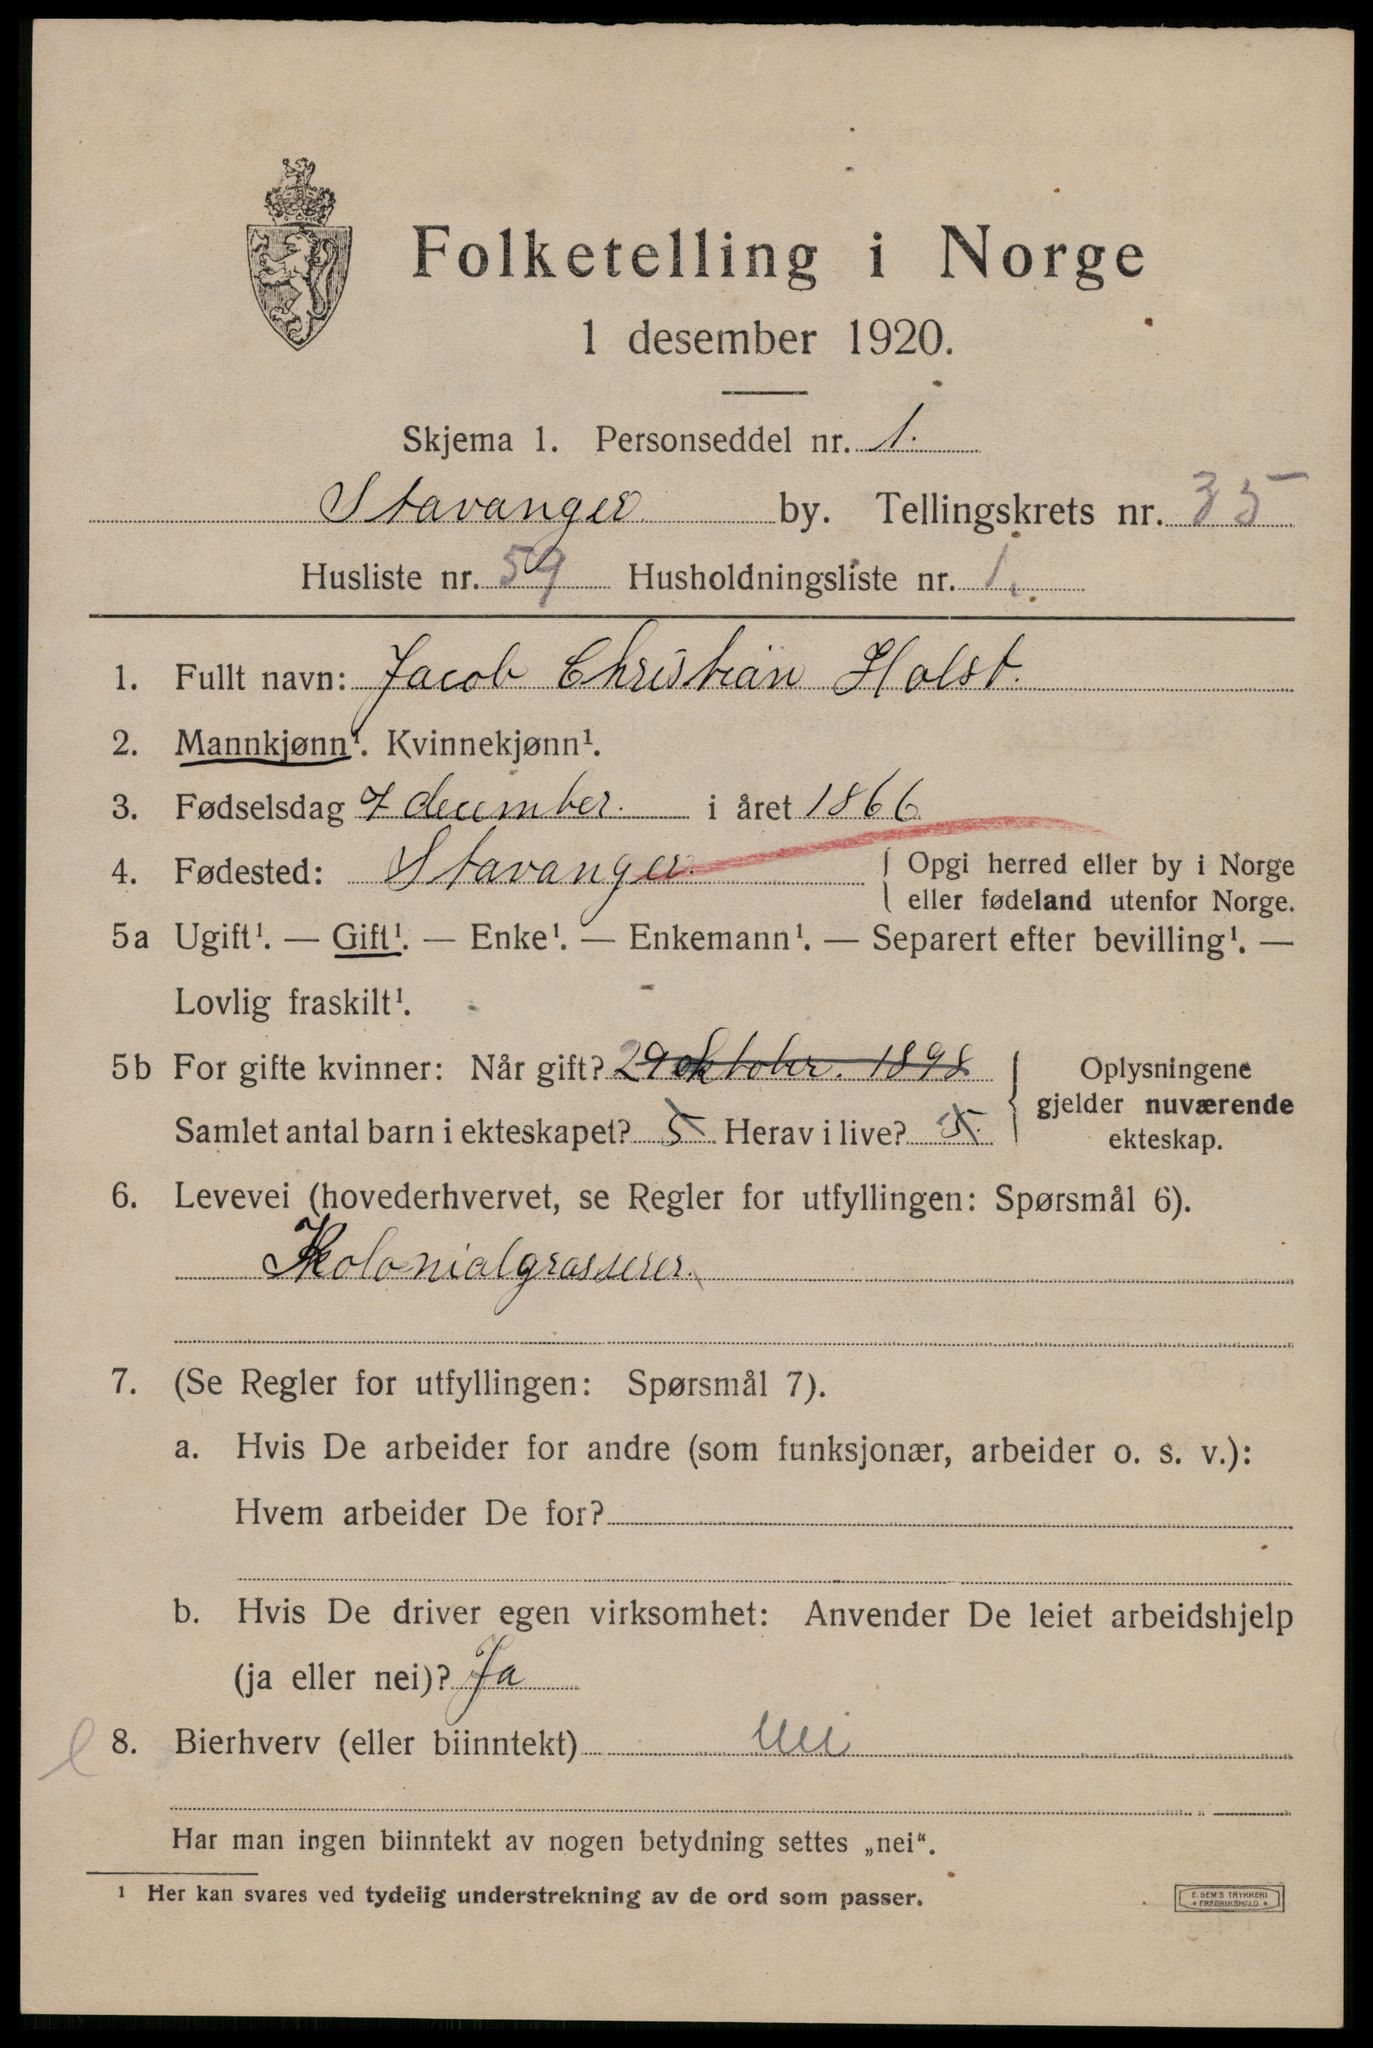 Folketelling i Norge
1 desember 1920.
Skjema 1. Personseddel nr. 1.
Stavanger by. Tellingskrets nr. 35
Husliste nr. 59 Husholdningsliste nr. 1.
1. Fullt navn: Jacob Christian Holst.
2. Mannkjønn¹. Kvinnekjønn¹.
3. Fødselsdag 7 december. i året 1866
4. Fødested: Stavanger. Opgi herred eller by i Norge
eller fødeland utenfor Norge.
5a Ugift¹. — Gift¹. — Enke¹. — Enkemann¹. — Separert efter bevilling¹. —
Lovlig fraskilt¹.
5b For gifte kvinner: Når gift? 29 oktober. 1898 Oplysningene
gjelder nuværende
Samlet antal barn i ekteskapet? 5 Herav i live? 5. ekteskap.
6. Levevei (hovederhvervet, se Regler for utfyllingen: Spørsmål 6).
Kolonialgrosserer.
7. (Se Regler for utfyllingen: Spørsmål 7).
a. Hvis De arbeider for andre (som funksjonær, arbeider o. s. v.):
Hvem arbeider De for?
b. Hvis De driver egen virksomhet: Anvender De leiet arbeidshjelp
(ja eller nei)? Ja
8. Bierhverv (eller biinntekt) nei
Har man ingen biinntekt av nogen betydning settes „nei“.
¹ Her kan svares ved tydelig understrekning av de ord som passer.
E. SEM'S TRYKKERI
FREDRIKSHALD